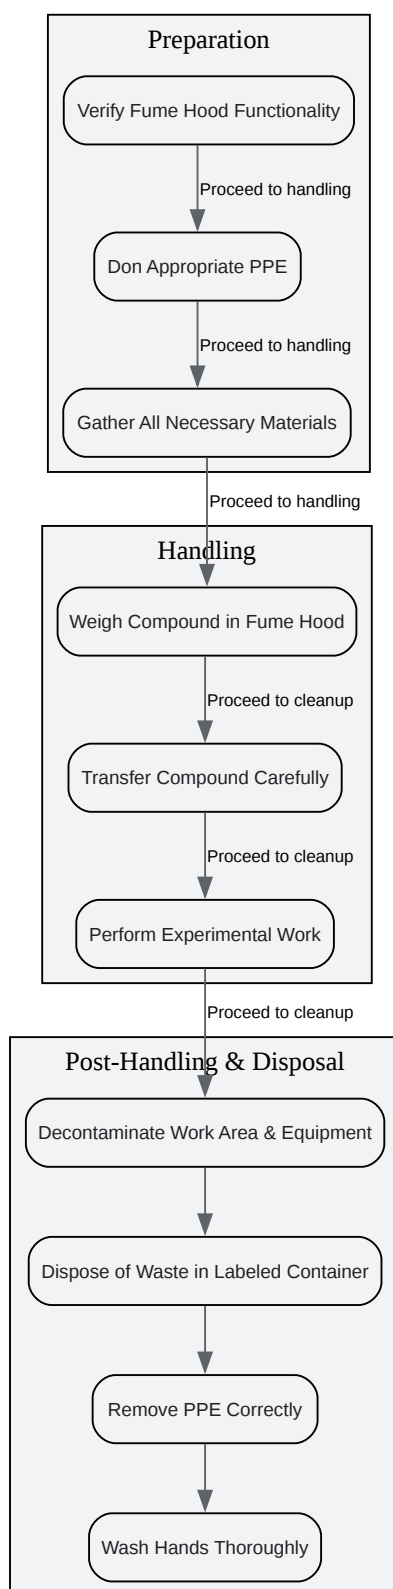 Preparation
Verify Fume Hood Functionality
Proceed to handling
Don Appropriate PPE
Proceed to handling
Gather All Necessary Materials
Proceed to handling
Handling
Weigh Compound in Fume Hood
Proceed to cleanup
Transfer Compound Carefully
Proceed to cleanup
Perform Experimental Work
Proceed to cleanup
Post-Handling & Disposal
Decontaminate Work Area & Equipment
Dispose of Waste in Labeled Container
Remove PPE Correctly
Wash Hands Thoroughly